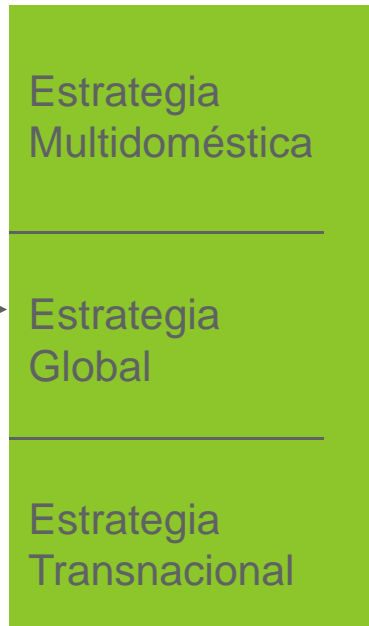 Estrategia
Multidoméstica
Estrategia
Global
Estrategia
Transnacional